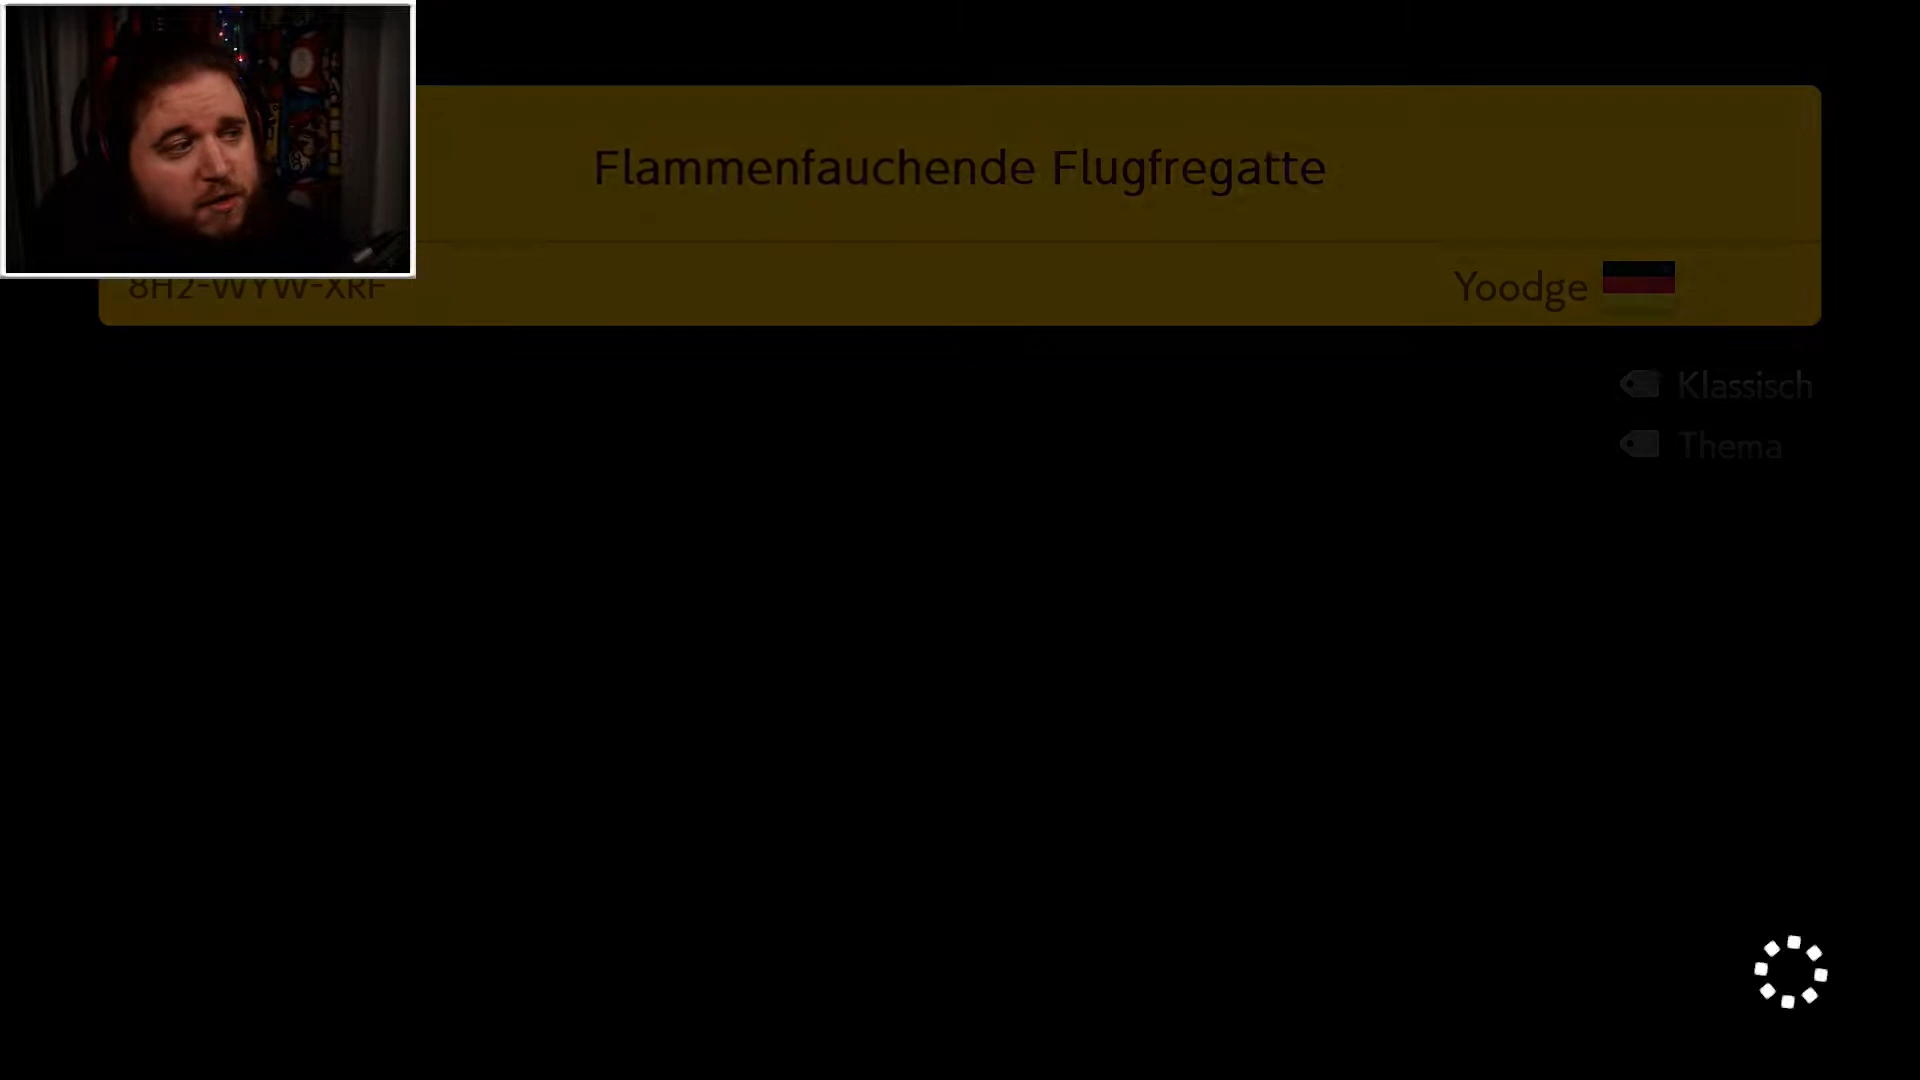 Flammenfauchende Flugfregatte
8H2-WYW-XRF
Yoodge
Klassisch
Thema